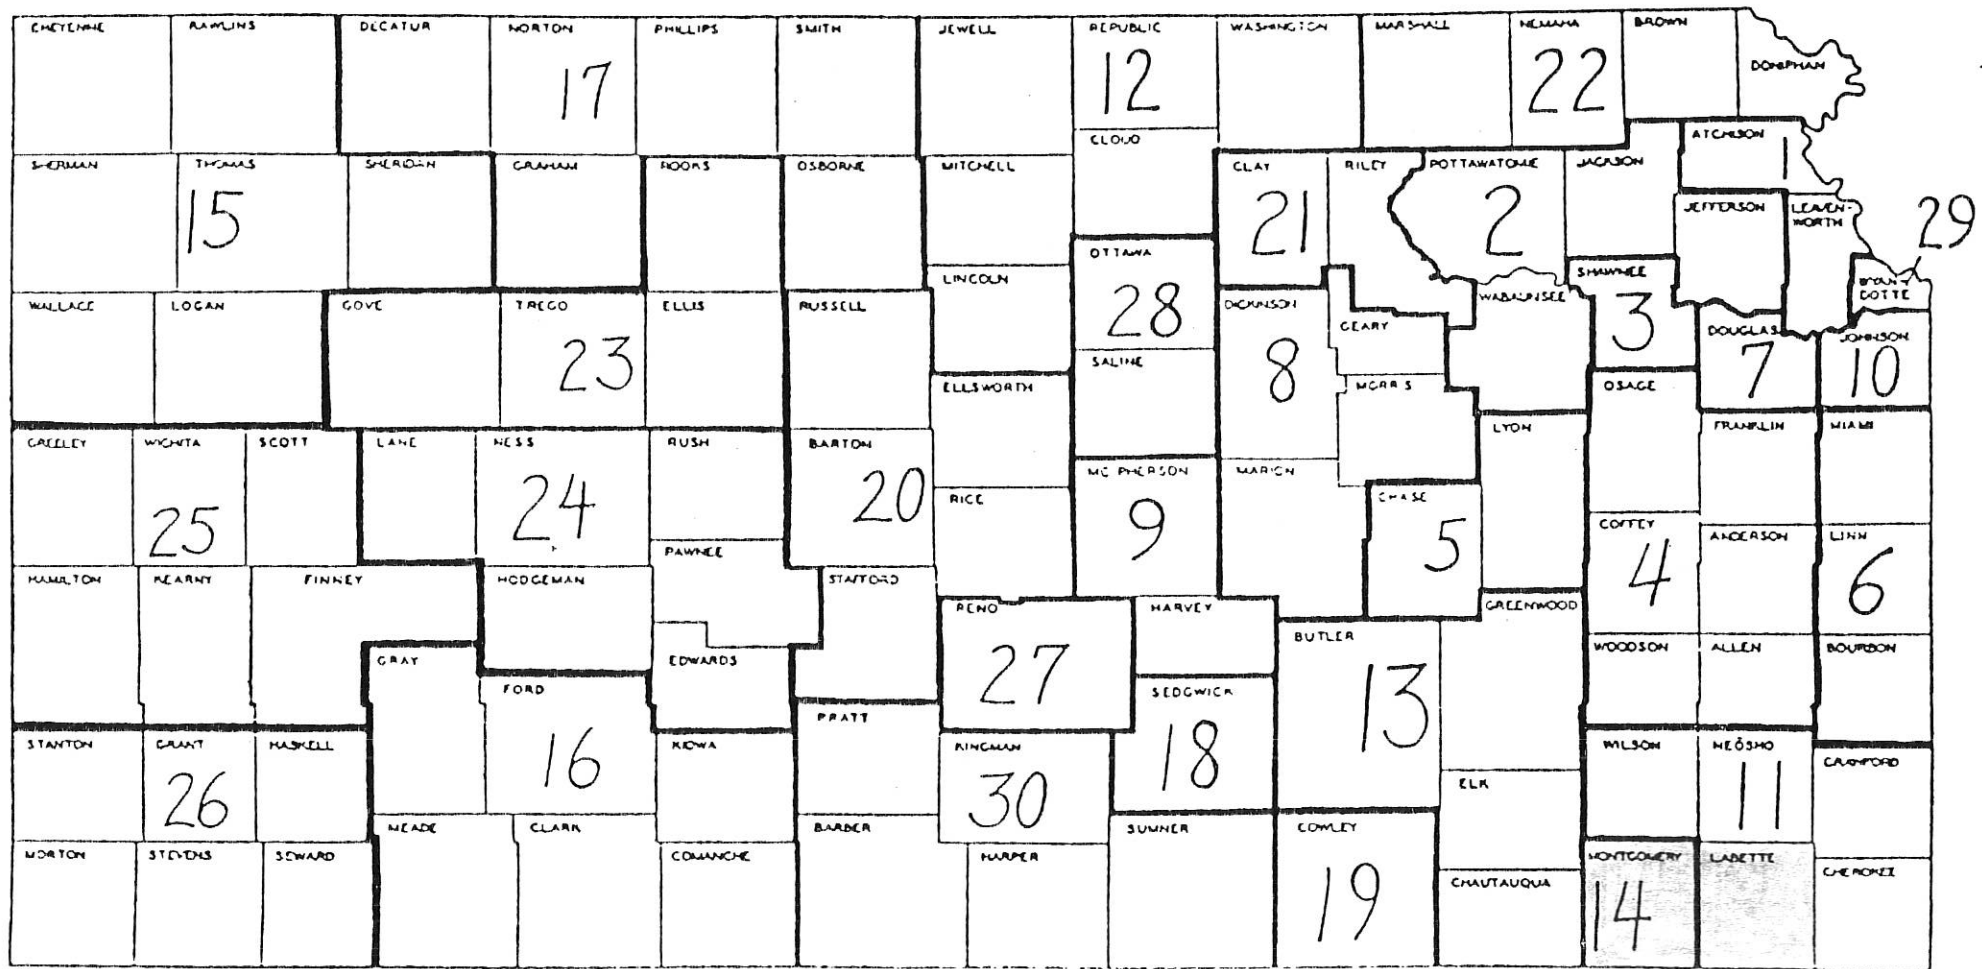 CHEYENNE RAWLINS DECATUR NORTON PHILLIPS SMITH JEWELL REPUBLIC WASHINGTON MARSHALL NEMAHA BROWN
DONIPHAN
17 12 22
CLOUD ATCHISON
1
SHERMAN THOMAS SHERIDAN GRAHAM ROOKS OSBORNE MITCHELL CLAY RILEY POTTAWATOMIE JACKSON
JEFFERSON LEAVEN-
WORTH
15 21 2 29
OTTAWA
LINCOLN SHAWNEE
WYAN-
DOTTE
WALLACE LOGAN GOVE TREGO ELLIS RUSSELL DICKINSON WABAUNSEE
28 GEARY 3 DOUGLAS JOHNSON
23 SALINE 8 7 10
ELLSWORTH MORRIS OSAGE
GREELEY WICHITA SCOTT LANE NESS RUSH BARTON LYON FRANKLIN MIAMI
MC PHERSON MARION
RICE CHASE
25 24 20 9 5
COFFEY ANDERSON LINN
PAWNEE
HAMILTON KEARNY FINNEY HODGEMAN STAFFORD 4 6
RENO HARVEY GREENWOOD
BUTLER
WOODSON ALLEN BOURBON
GRAY EDWARDS 27
FORD SEDGWICK 13
PRATT
STANTON GRANT HASKELL KIOWA KINGMAN WILSON NEOSHO
CRAWFORD
26 16 30 18 ELK 11
MEADE CLARK BARBER SUMNER COWLEY
MORTON STEVENS SEWARD COMANCHE HARPER MONTGOMERY LABETTE
CHEROKEE
CHAUTAUQUA
19 14